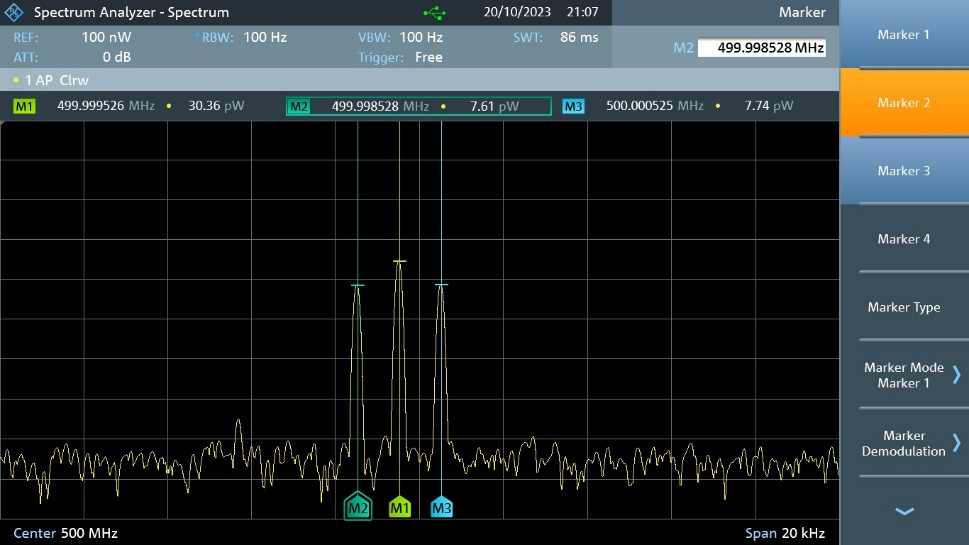 Spectrum Analyzer - Spectrum 20/10/2023 21:07 Marker
REF: 100 nW RBW: 100 Hz VBW: 100 Hz SWT: 86 ms
ATT: 0 dB Trigger: Free
M2 499.998528 MHz
1 AP Clrw
M1 499.999526 MHz • 30.36 pW M2 499.998528 MHz • 7.61 pW M3 500.000525 MHz • 7.74 pW
M2 M1 M3
Center 500 MHz Span 20 kHz
Marker 1
Marker 2
Marker 3
Marker 4
Marker Type
Marker Mode
Marker 1
Marker
Demodulation